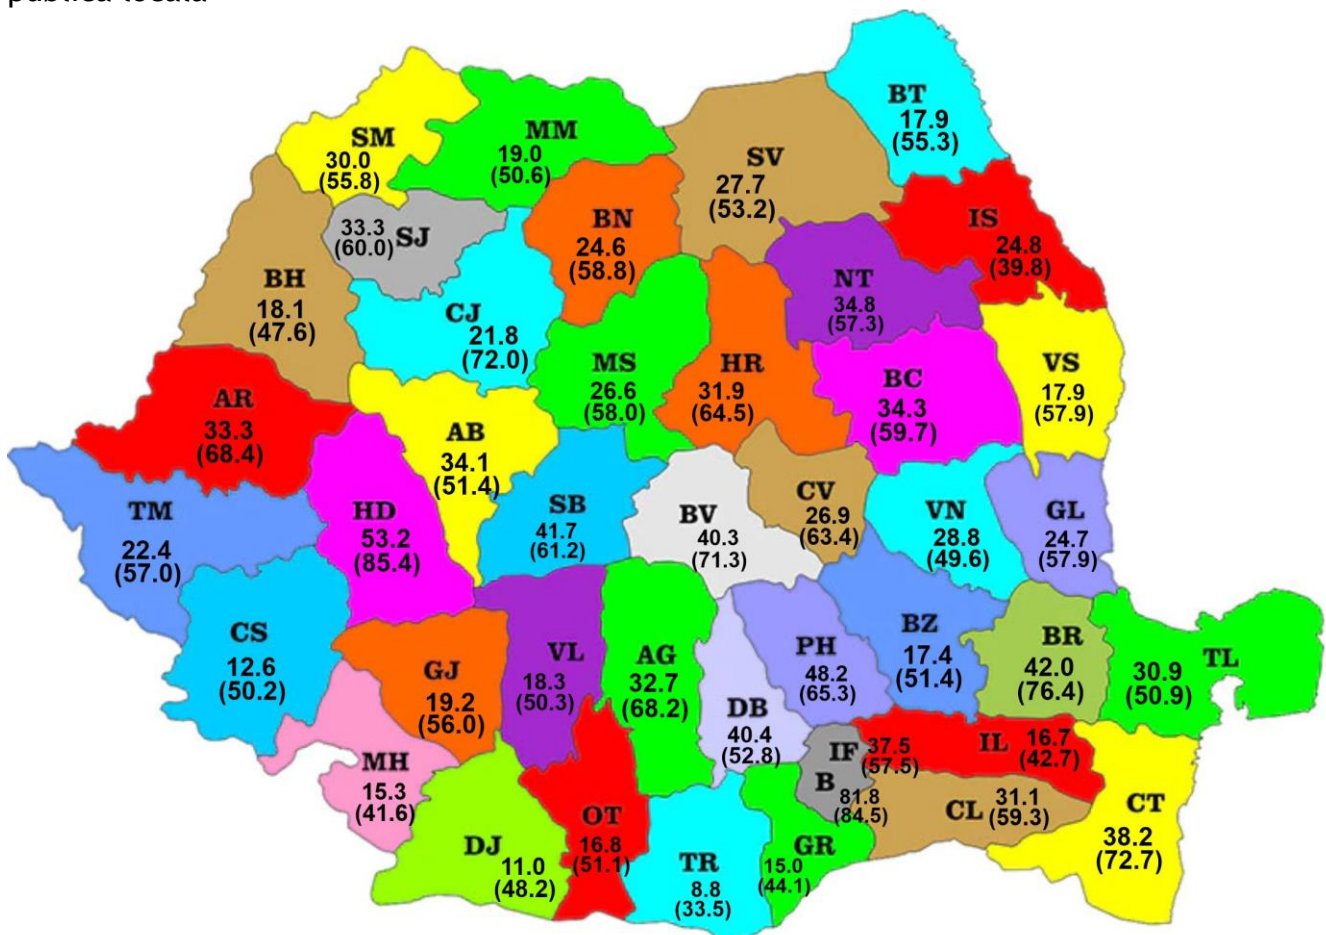 BT
17.9
(55.3)
SM
30.0
(55.8)
MM
19.0
(50.6)
SV
27.7
(53.2)
IS
24.8
(39.8)
SJ
33.3
(60.0)
BN
24.6
(58.8)
BH
18.1
(47.6)
NT
34.8
(57.3)
CJ
21.8
(72.0)
MS
26.6
(58.0)
HR
31.9
(64.5)
BC
34.3
(59.7)
VS
17.9
(57.9)
AR
33.3
(68.4)
AB
34.1
(51.4)
TM
22.4
(57.0)
HD
53.2
(85.4)
SB
41.7
(61.2)
BV
40.3
(71.3)
CV
26.9
(63.4)
VN
28.8
(49.6)
GL
24.7
(57.9)
CS
12.6
(50.2)
GJ
19.2
(56.0)
VL
18.3
(50.3)
AG
32.7
(68.2)
PH
48.2
(65.3)
BZ
17.4
(51.4)
BR
42.0
(76.4)
TL
30.9
(50.9)
DB
40.4
(52.8)
MH
15.3
(41.6)
IF
37.5
(57.5)
B
81.8
(84.5)
IL
16.7
(42.7)
CL
31.1
(59.3)
CT
38.2
(72.7)
DJ
11.0
(48.2)
OT
16.8
(51.1)
TR
8.8
(33.5)
GR
15.0
(44.1)